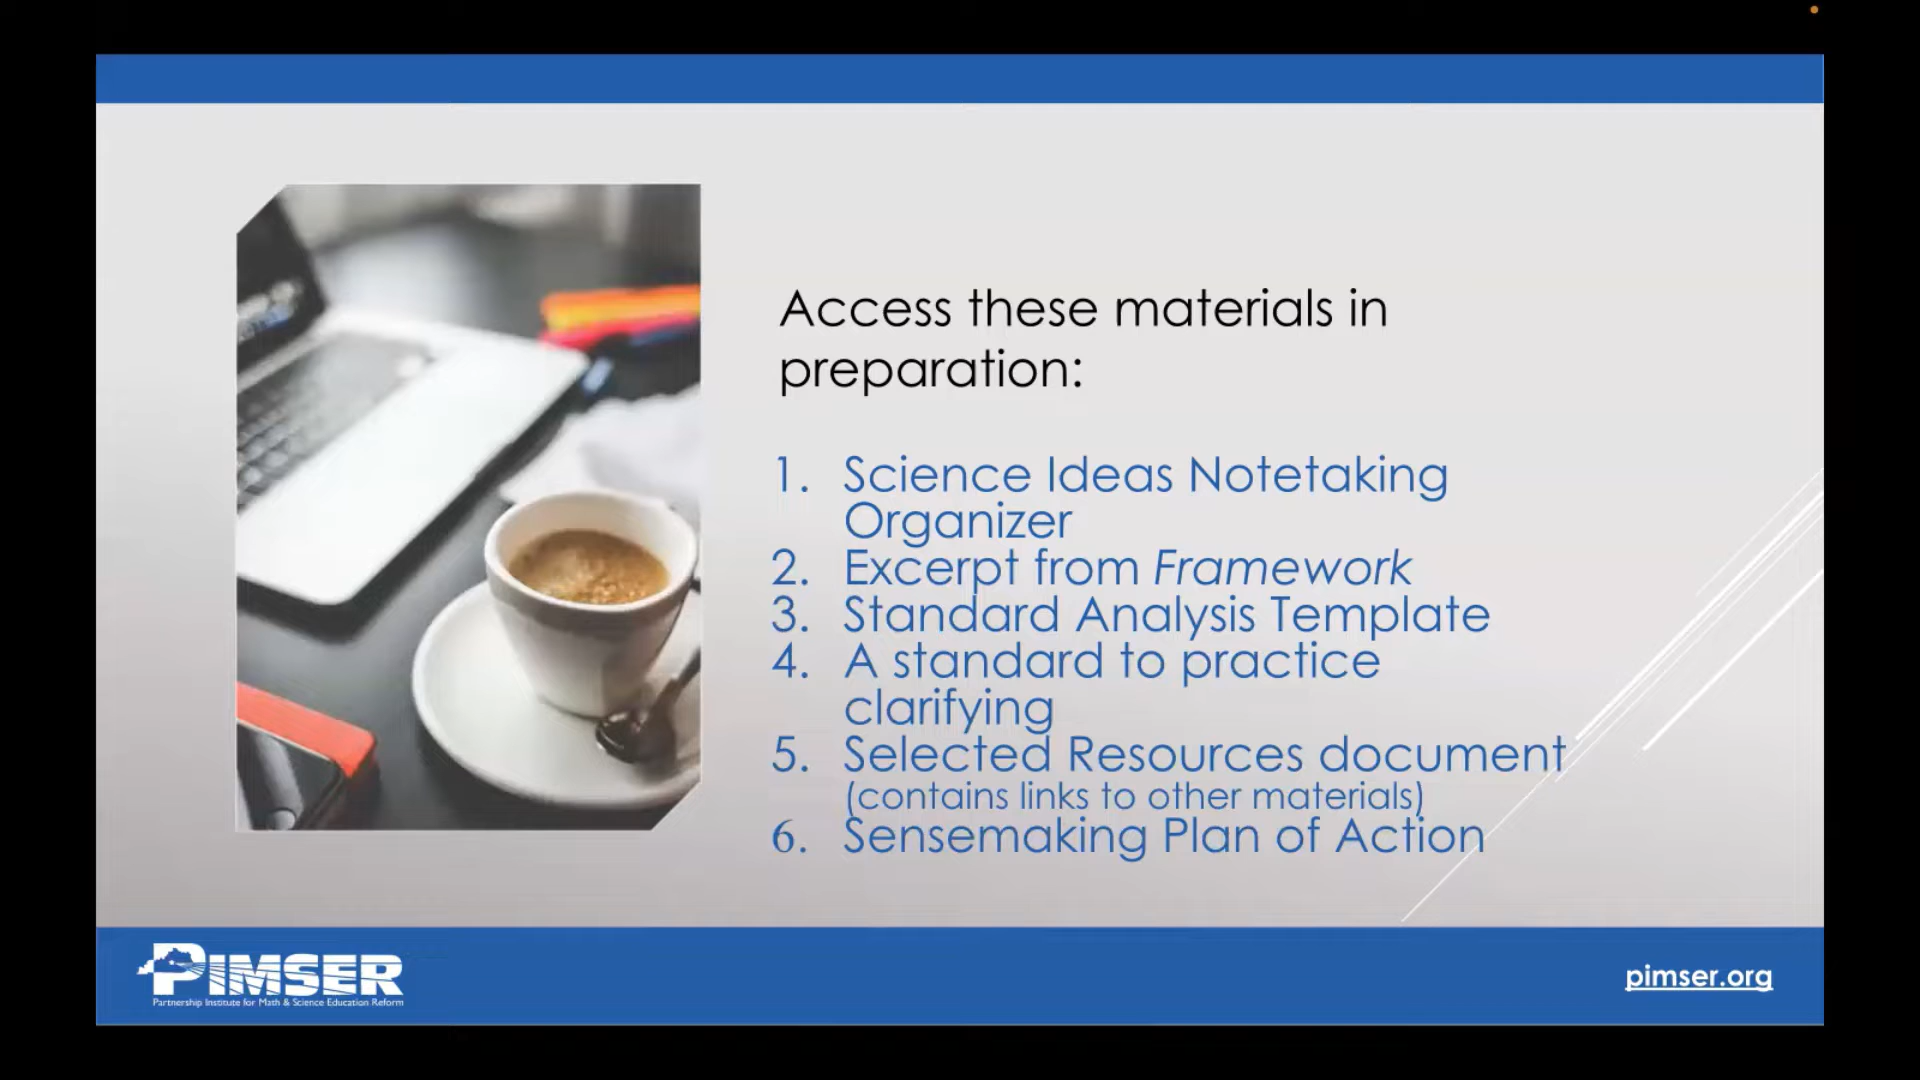 Access these materials in
preparation:
1. Science Ideas Notetaking
Organizer
2. Excerpt from Framework
3. Standard Analysis Template
4. A standard to practice
clarifying
5. Selected Resources document
(contains links to other materials)
6. Sensemaking Plan of Action
PIMSER
Partnership Institute for Math & Science Education Reform
pimser.org